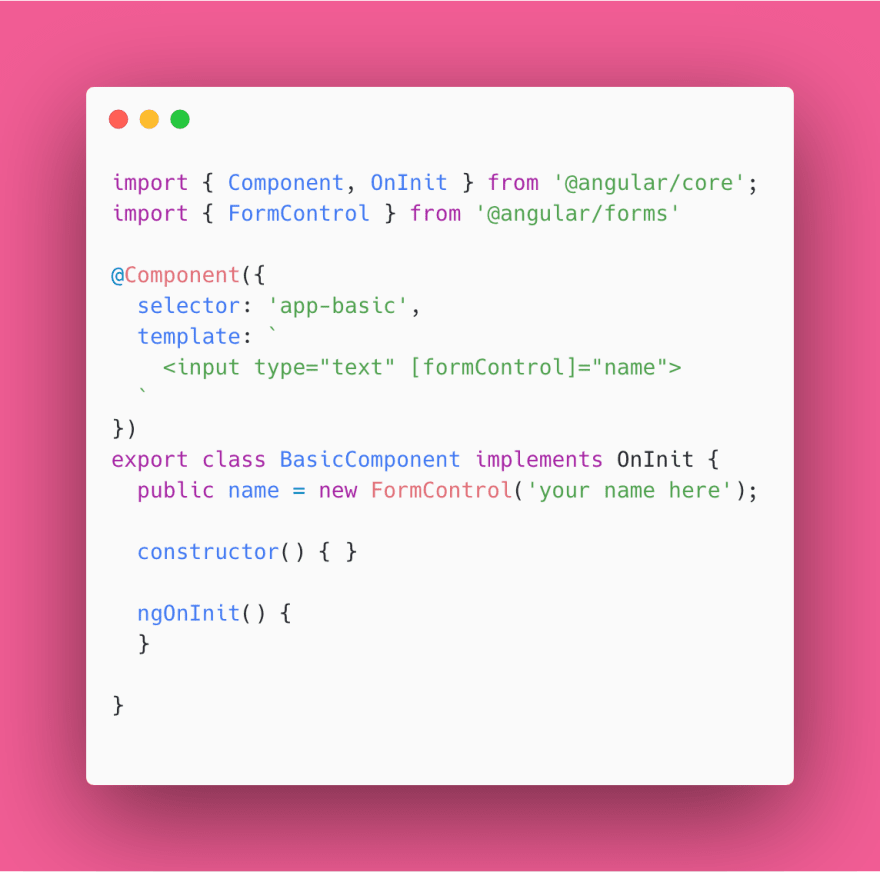 import { Component, OnInit } from '@angular/core';
import { FormControl } from '@angular/forms'

@Component({
  selector: 'app-basic',
  template: `
    <input type="text" [formControl]="name">
  `
})
export class BasicComponent implements OnInit {
  public name = new FormControl('your name here');

  constructor() { }

  ngOnInit() {
  }

}